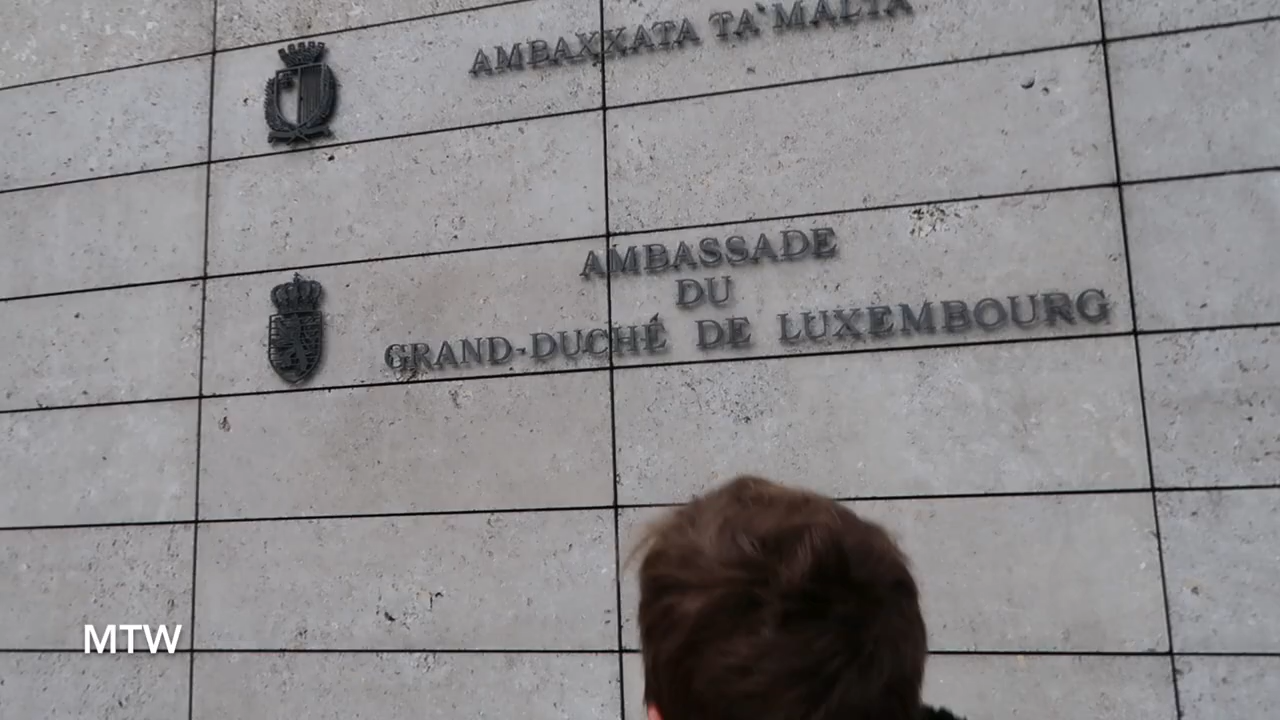 AMBAXXATA TA' MALTA
AMBASSADE
DU
GRAND-DUCHÉ DE LUXEMBOURG
MTW